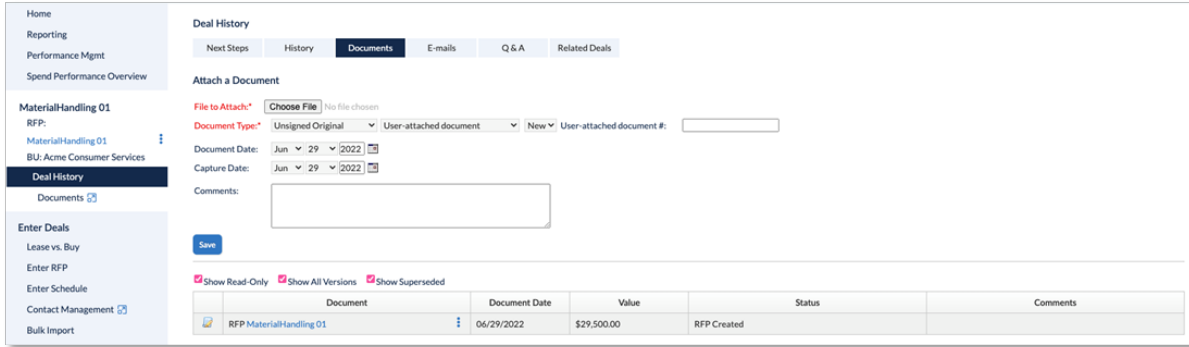 Home
Reporting
Performance Mgmt
Spend Performance Overview
MaterialHandling 01
RFP:
MaterialHandling 01
BU: Acme Consumer Services
Deal History
Documents
Enter Deals
Lease vs. Buy
Enter RFP
Enter Schedule
Contact Management
Bulk Import
Deal History
Next Steps History Documents E-mails Q & A Related Deals
Attach a Document
File to Attach:* Choose File No file chosen
Document Type:* Unsigned Original User-attached document New User-attached document #:
Document Date: Jun 29 2022
Capture Date: Jun 29 2022
Comments:
Save
Show Read-Only Show All Versions Show Superseded
Document Document Date Value Status Comments
RFP MaterialHandling 01 06/29/2022 $29,500.00 RFP Created